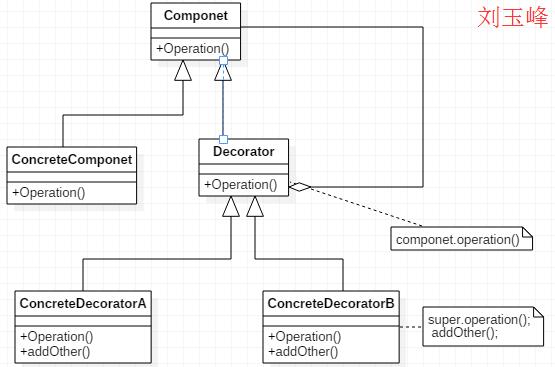 Componet
刘玉峰
+Operation()
ConcreteComponet
+Operation()
Decorator
+Operation()
componet.operation()
ConcreteDecoratorA
+Operation()
+addOther()
ConcreteDecoratorB
+Operation()
+addOther()
super.operation();
addOther();